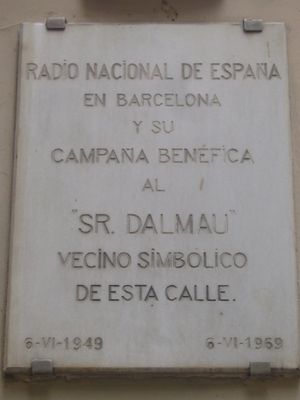 RADIO NACIONAL DE ESPAÑA
EN BARCELONA
Y SU
CAMPAÑA BENÉFICA
AL
"SR. DALMAU"
VECINO SIMBOLICO
DE ESTA CALLE.
6-VI-1949 6-VI-1969